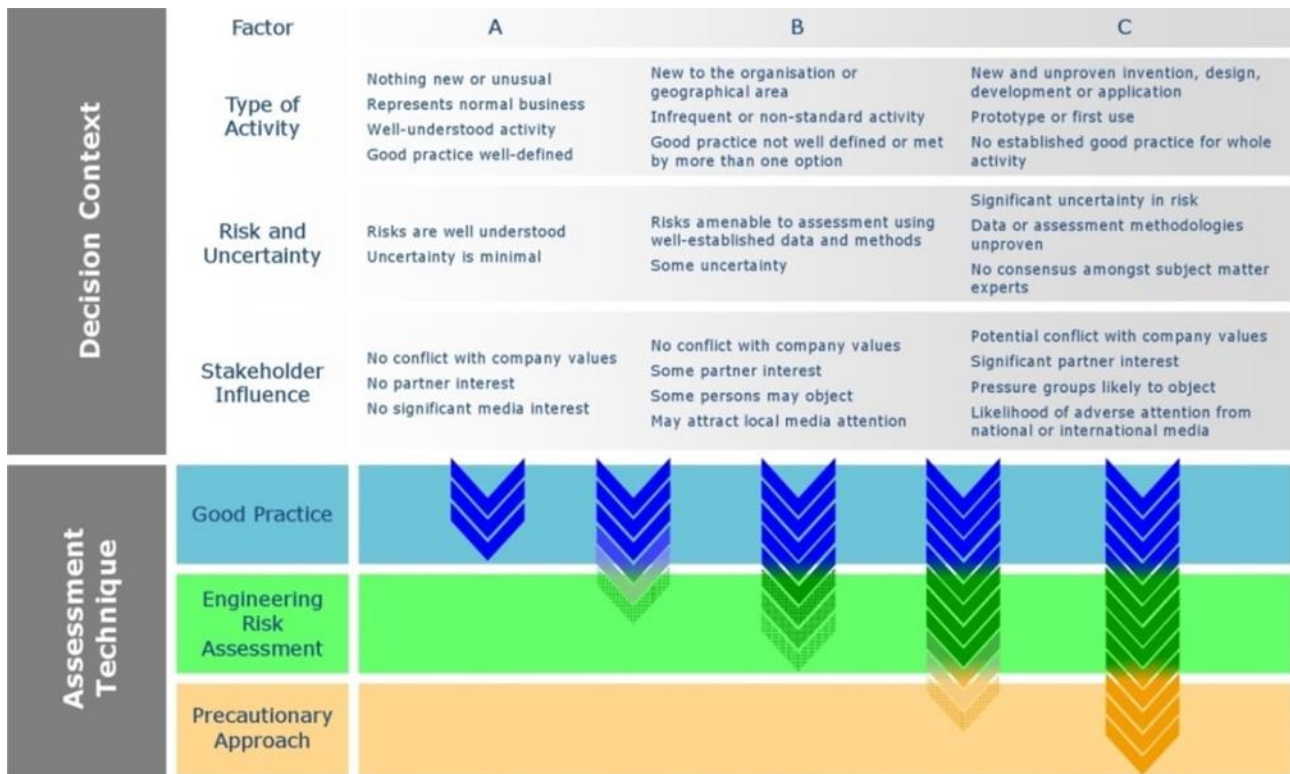 Decision Context
Factor
A
B
C
Type of
Activity
Nothing new or unusual
Represents normal business
Well-understood activity
Good practice well-defined
New to the organisation or
geographical area
Infrequent or non-standard activity
Good practice not well defined or met
by more than one option
New and unproven invention, design,
development or application
Prototype or first use
No established good practice for whole
activity
Risk and
Uncertainty
Risks are well understood
Uncertainty is minimal
Risks amenable to assessment using
well-established data and methods
Some uncertainty
Significant uncertainty in risk
Data or assessment methodologies
unproven
No consensus amongst subject matter
experts
Stakeholder
Influence
No conflict with company values
No partner interest
No significant media interest
No conflict with company values
Some partner interest
Some persons may object
May attract local media attention
Potential conflict with company values
Significant partner interest
Pressure groups likely to object
Likelihood of adverse attention from
national or international media
Assessment
Technique
Good Practice
Engineering
Risk
Assessment
Precautionary
Approach